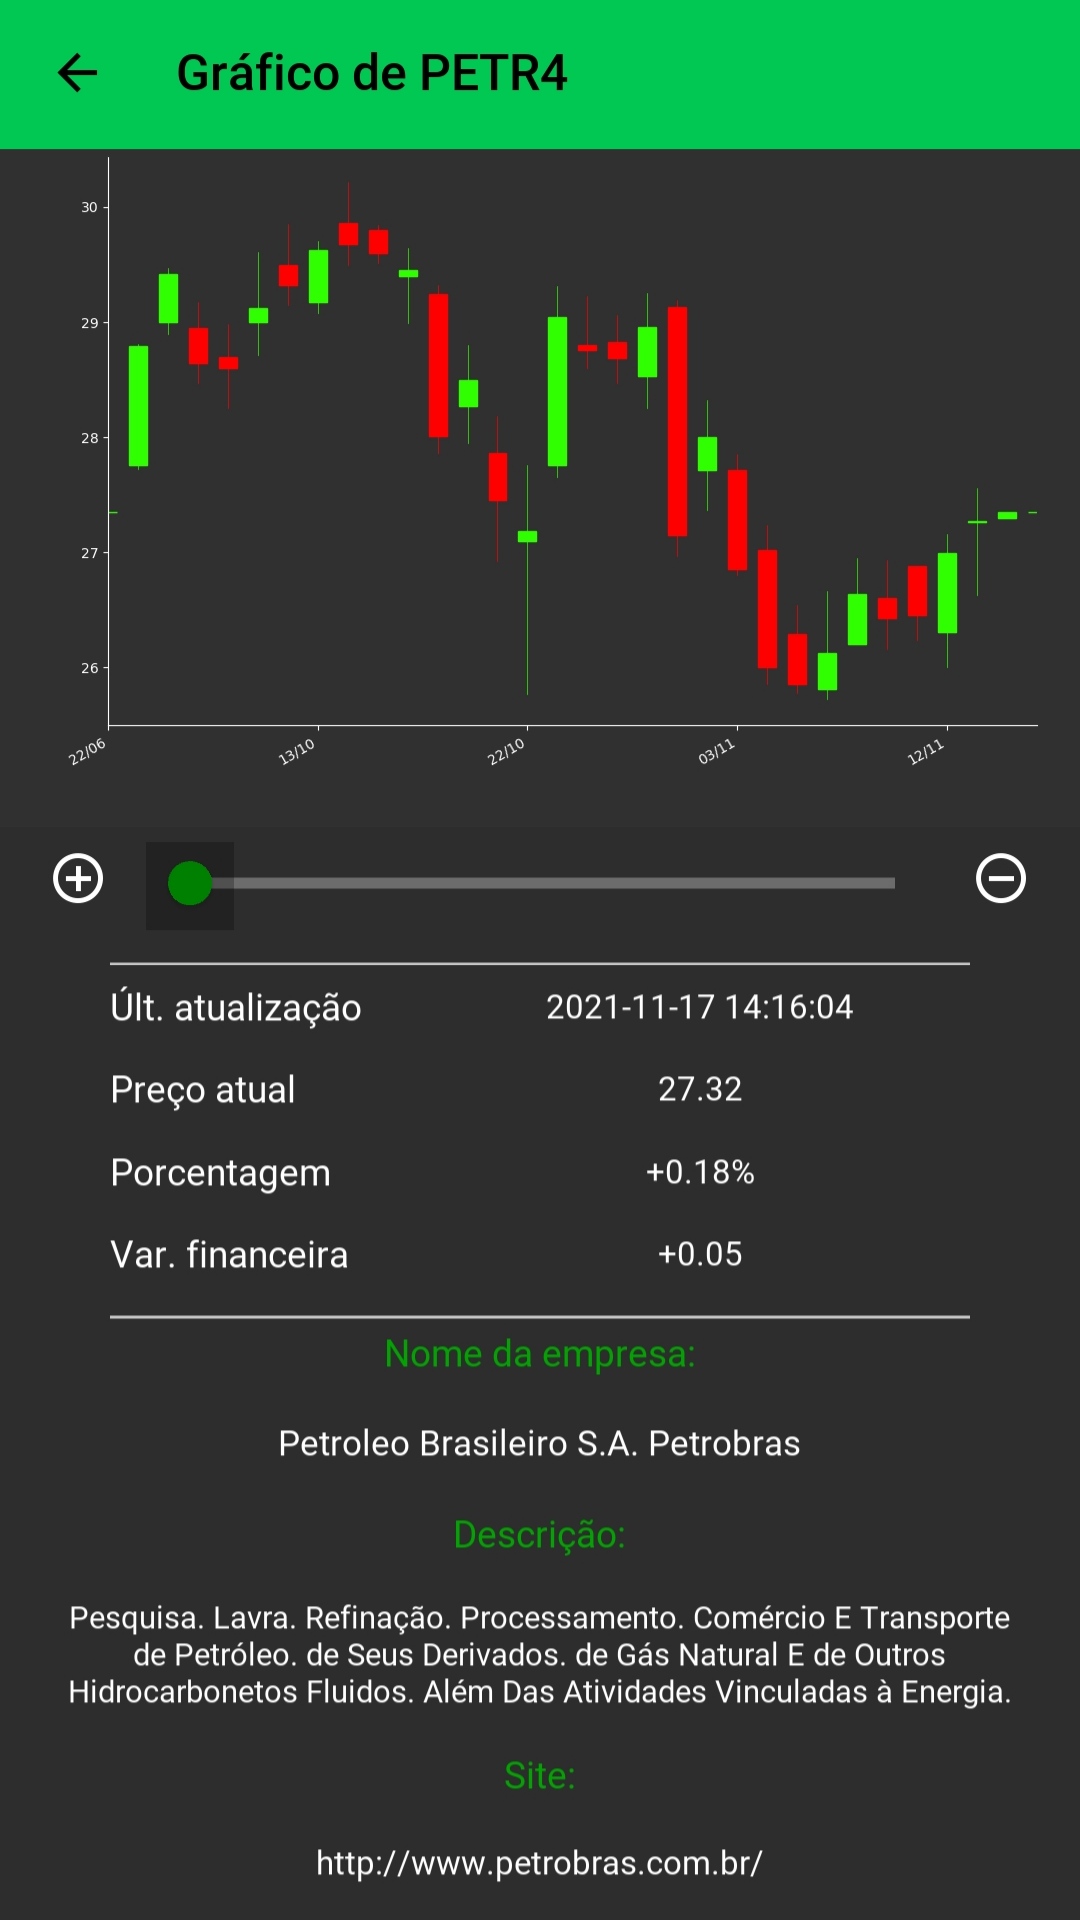 Gráfico de PETR4
30
29
28
27
26
22/06 13/10 22/10 03/11 12/11
Últ. atualização 2021-11-17 14:16:04
Preço atual 27.32
Porcentagem +0.18%
Var. financeira +0.05
Nome da empresa:
Petroleo Brasileiro S.A. Petrobras
Descrição:
Pesquisa. Lavra. Refinação. Processamento. Comércio E Transporte
de Petróleo. de Seus Derivados. de Gás Natural E de Outros
Hidrocarbonetos Fluidos. Além Das Atividades Vinculadas à Energia.
Site:
http://www.petrobras.com.br/